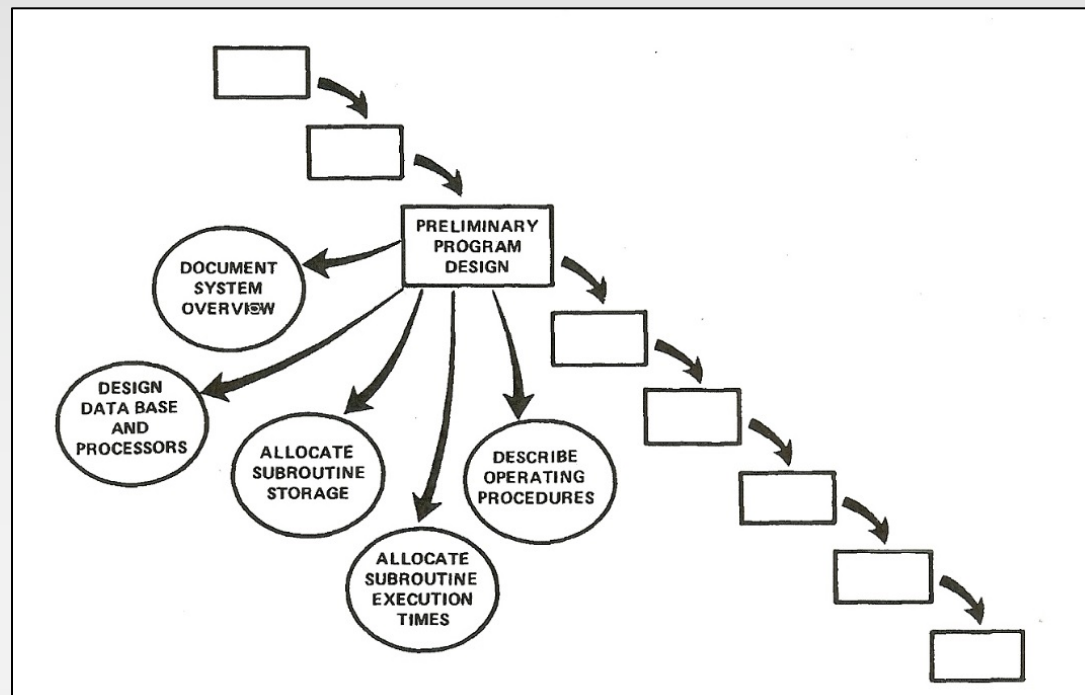 PRELIMINARY
PROGRAM
DESIGN
DOCUMENT
SYSTEM
OVERVIEW
DESIGN
DATA BASE
AND
PROCESSORS
ALLOCATE
SUBROUTINE
STORAGE
ALLOCATE
SUBROUTINE
EXECUTION
TIMES
DESCRIBE
OPERATING
PROCEDURES